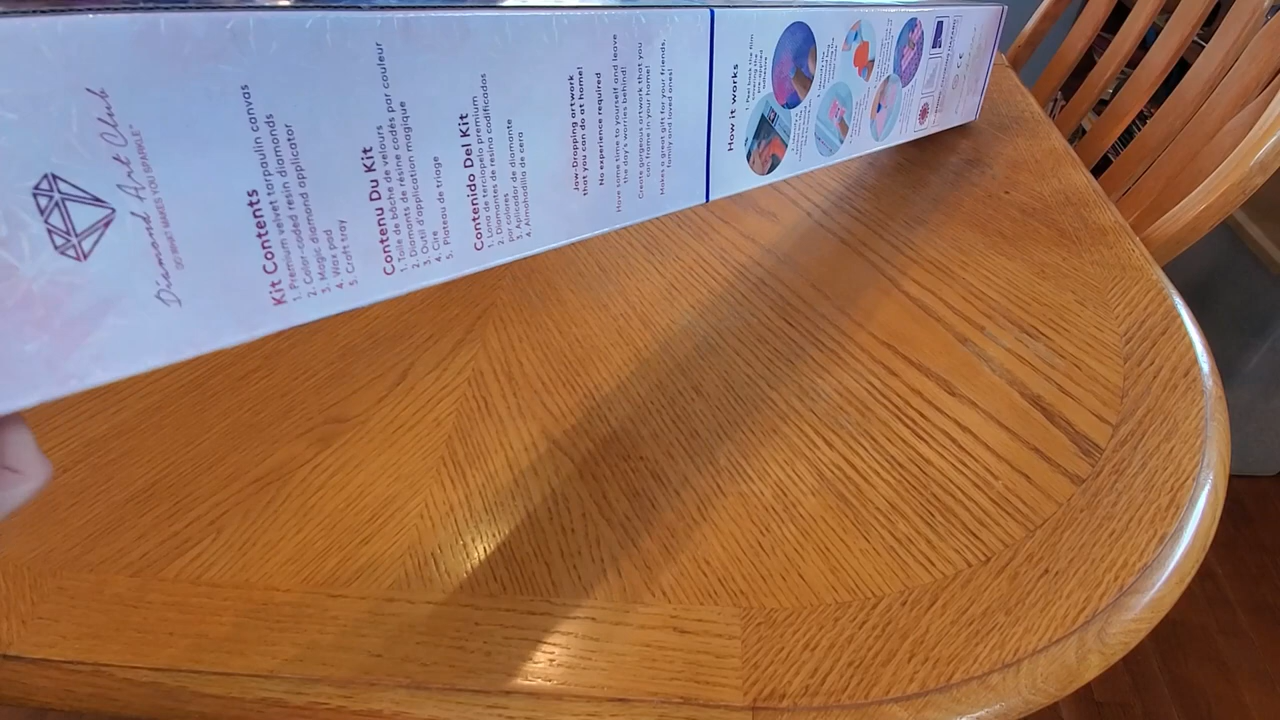 Diamond Art Club
DO WHAT MAKES YOU SPARKLE
Kit Contents
1. Premium velvet tarpaulin canvas
2. Color-coded resin diamonds
3. Magic diamond applicator
4. Wax pad
5. Craft tray
Contenu Du Kit
1. Toile de bâche de velours
2. Diamants de résine codés par couleur
3. Outil d'application magique
4. Cire
5. Plateau de triage
Contenido Del Kit
1. Lona de terciopelo premium
2. Diamantes de resina codificados
por colores
3. Aplicador de diamante
4. Almohadilla de cera
Jaw-Dropping artwork
that you can do at home!
No experience required
Have some time to yourself and leave
the day's worries behind!
Create gorgeous artwork that you
can frame in your home!
Makes a great gift for your friends,
family and loved ones!
How it works
1. Peel back the film